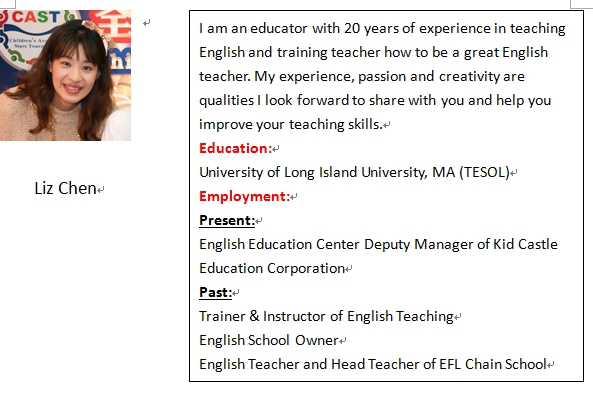 CAST
Liz Chen
I am an educator with 20 years of experience in teaching
English and training teacher how to be a great English
teacher. My experience, passion and creativity are
qualities I look forward to share with you and help you
improve your teaching skills.
Education:
University of Long Island University, MA (TESOL)
Employment:
Present:
English Education Center Deputy Manager of Kid Castle
Education Corporation
Past:
Trainer & Instructor of English Teaching
English School Owner
English Teacher and Head Teacher of EFL Chain School